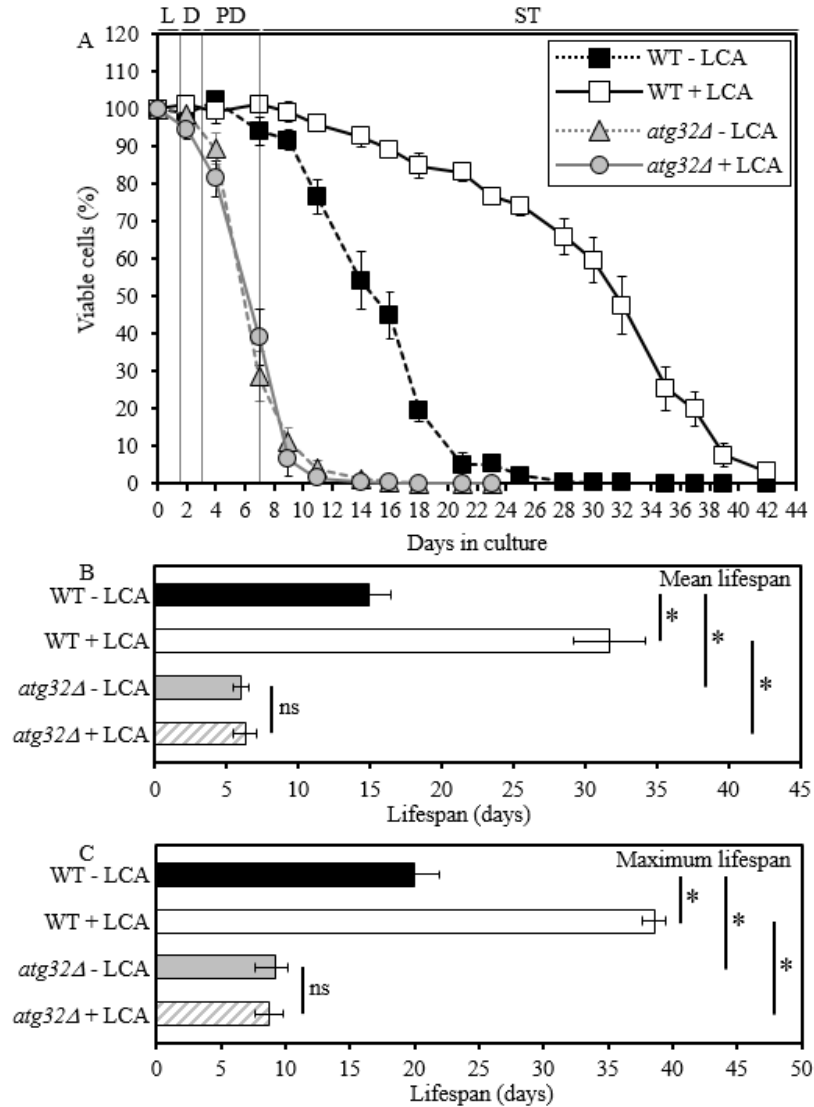 L D PD ST
A
120
110
100
90
80
70
60
50
40
30
20
10
0
Viable cells (%)
WT - LCA
WT + LCA
atg32Δ - LCA
atg32Δ + LCA
0 2 4 6 8 10 12 14 16 18 20 22 24 26 28 30 32 34 36 38 40 42 44
Days in culture
B
Mean lifespan
WT - LCA
WT + LCA
atg32Δ - LCA
atg32Δ + LCA
*
*
*
ns
0 5 10 15 20 25 30 35 40 45
Lifespan (days)
C
Maximum lifespan
WT - LCA
WT + LCA
atg32Δ - LCA
atg32Δ + LCA
*
*
*
ns
0 5 10 15 20 25 30 35 40 45 50
Lifespan (days)